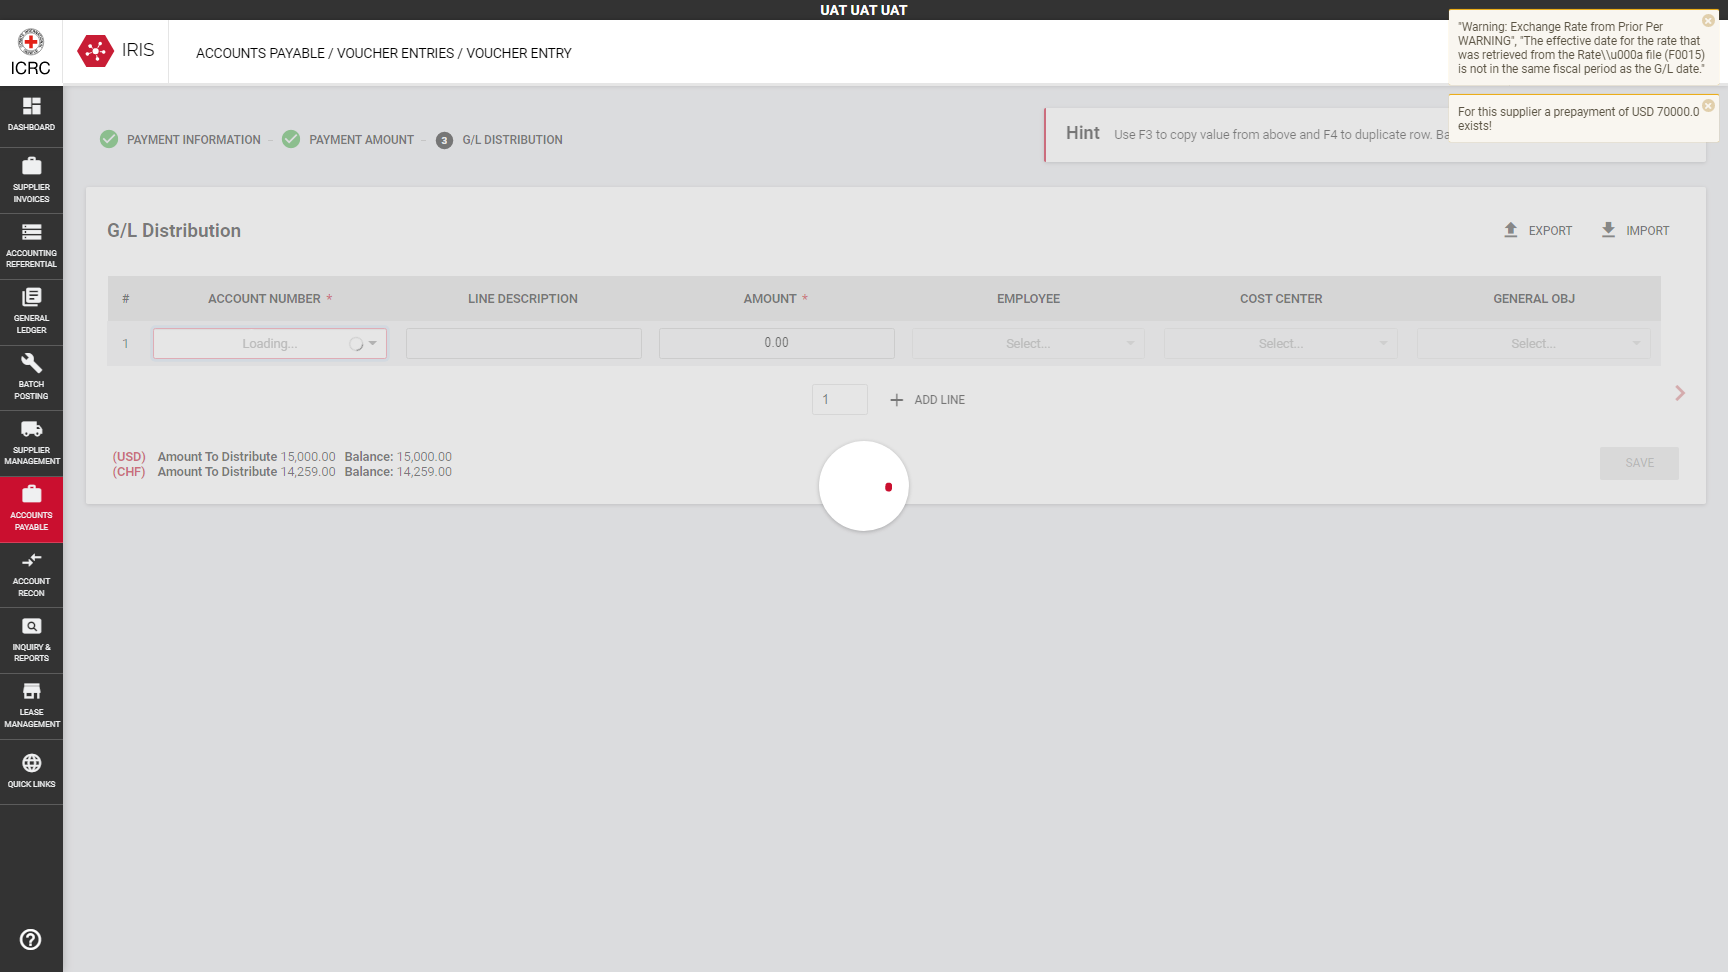 UAT UAT UAT
ICRC
IRIS
ACCOUNTS PAYABLE / VOUCHER ENTRIES / VOUCHER ENTRY
"Warning: Exchange Rate from Prior Per
WARNING", "The effective date for the rate that
was retrieved from the Rate\\u000a file (F0015)
is not in the same fiscal period as the G/L date."
For this supplier a prepayment of USD 70000.0
exists!
DASHBOARD
SUPPLIER
INVOICES
ACCOUNTING
REFERENTIAL
GENERAL
LEDGER
BATCH
POSTING
SUPPLIER
MANAGEMENT
ACCOUNTS
PAYABLE
ACCOUNT
RECON
INQUIRY &
REPORTS
LEASE
MANAGEMENT
QUICK LINKS
PAYMENT INFORMATION
PAYMENT AMOUNT
3 G/L DISTRIBUTION
Hint Use F3 to copy value from above and F4 to duplicate row. Ba
G/L Distribution
EXPORT
IMPORT
# ACCOUNT NUMBER * LINE DESCRIPTION AMOUNT * EMPLOYEE COST CENTER GENERAL OBJ
1 Loading... 0.00 Select... Select... Select...
1 ADD LINE
(USD) Amount To Distribute 15,000.00 Balance: 15,000.00
(CHF) Amount To Distribute 14,259.00 Balance: 14,259.00
SAVE